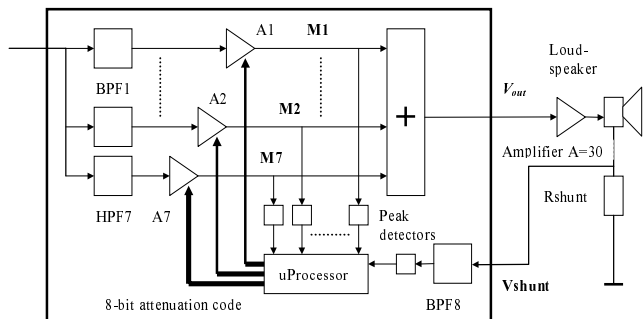 A1
M1
Loud-
speaker
BPF1
A2
M2
Vout
+
M7
Amplifier A=30
HPF7
A7
Rshunt
Peak
detectors
uProcessor
Vshunt
8-bit attenuation code
BPF8